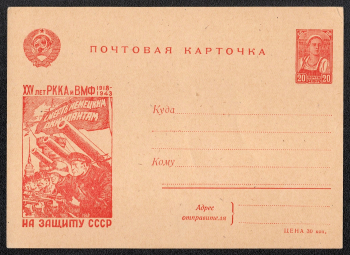 ПОЧТОВАЯ КАРТОЧКА
20 20
XXV ЛЕТ РККА и ВМФ 1918-1943
СМЕРТЬ НЕМЕЦКИМ
ОККУПАНТАМ
НА ЗАЩИТУ СССР
Куда
Кому
Адрес
отправителя
ЦЕНА 30 коп.